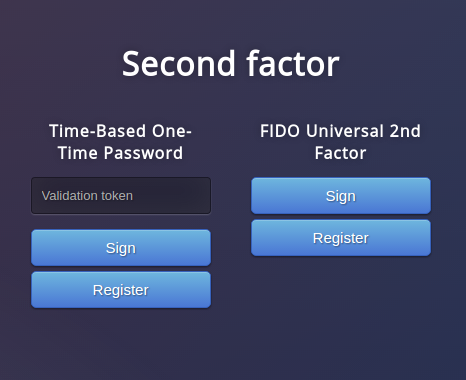 Second factor
Time-Based One-
Time Password
Validation token
Sign
Register
FIDO Universal 2nd
Factor
Sign
Register